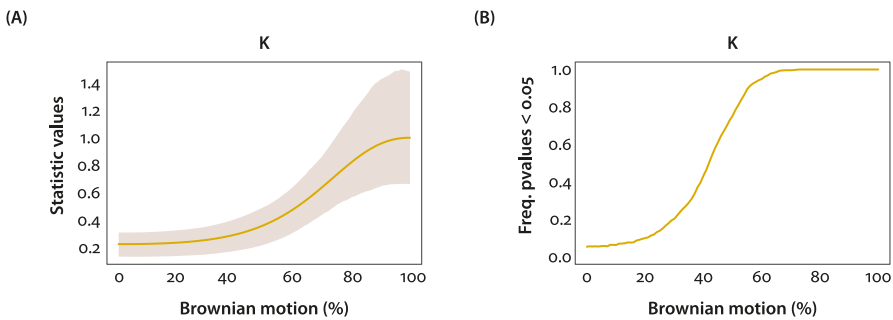 (A)
K
Statistic values
1.4
1.2
1.0
0.8
0.6
0.4
0.2
0 20 40 60 80 100
Brownian motion (%)
(B)
K
Freq. pvalues < 0.05
1.0
0.8
0.6
0.4
0.2
0.0
0 20 40 60 80 100
Brownian motion (%)